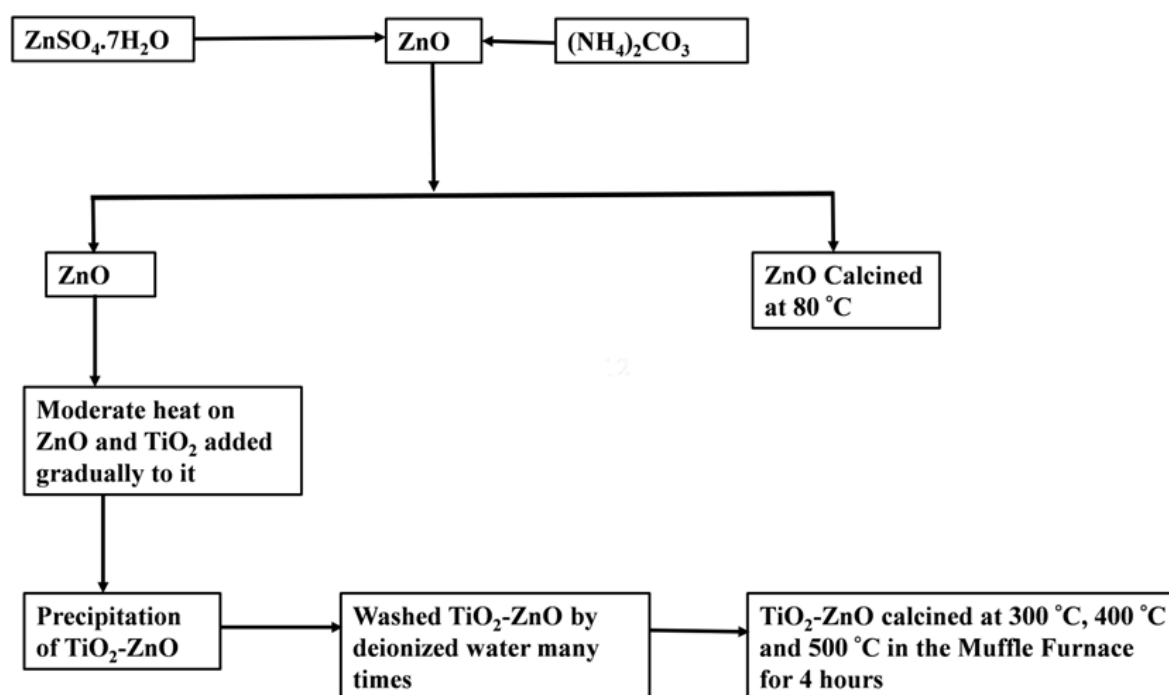 ZnSO₄.7H₂O
ZnO
(NH₄)₂CO₃
ZnO
ZnO Calcined
at 80 °C
12
Moderate heat on
ZnO and TiO₂ added
gradually to it
Precipitation
of TiO₂-ZnO
Washed TiO₂-ZnO by
deionized water many
times
TiO₂-ZnO calcined at 300 °C, 400 °C
and 500 °C in the Muffle Furnace
for 4 hours